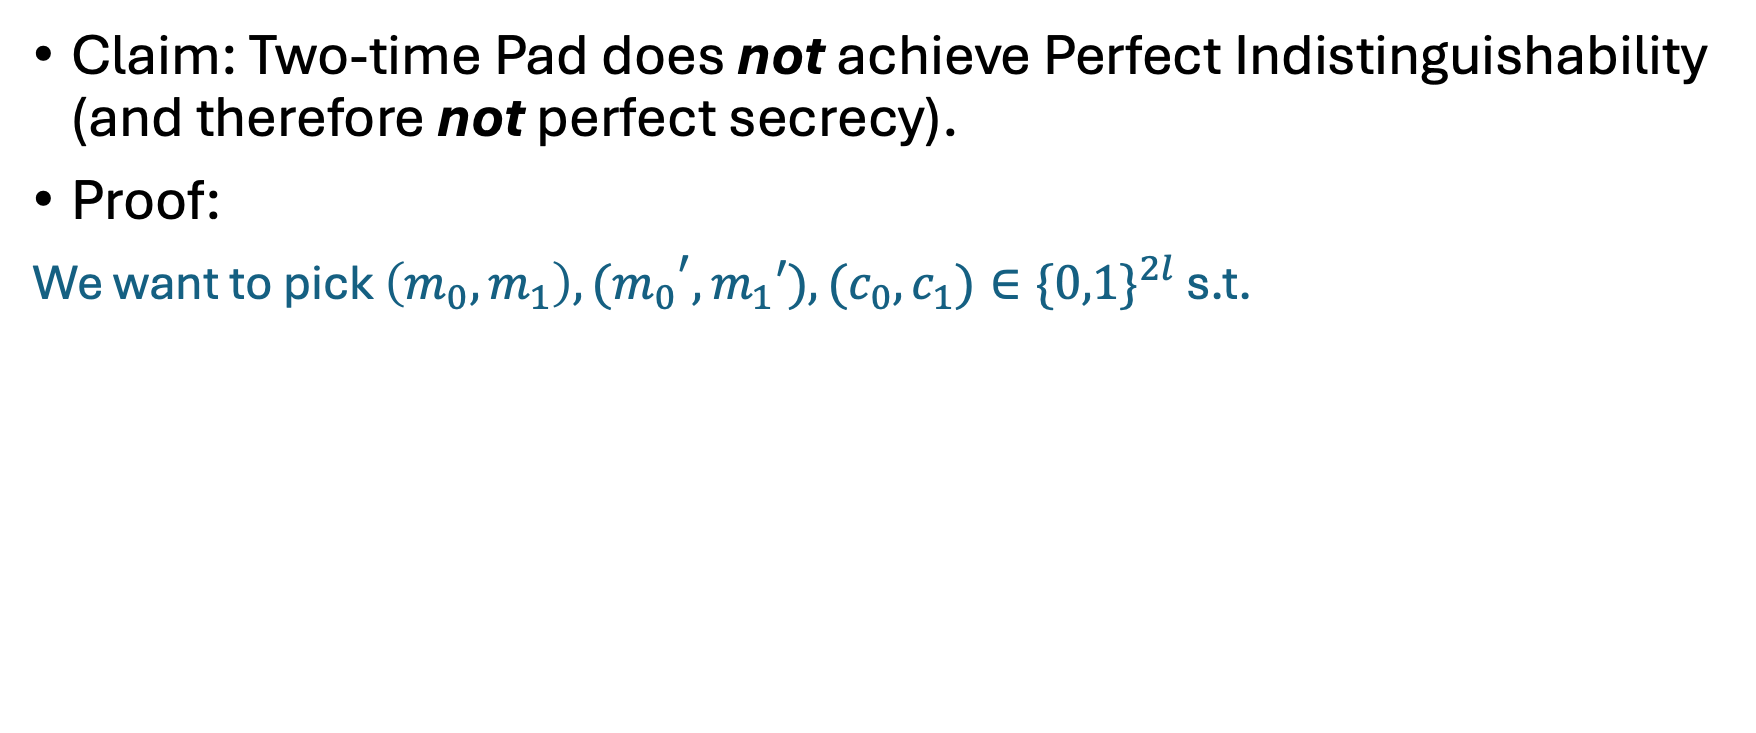 • Claim: Two-time Pad does not achieve Perfect Indistinguishability
(and therefore not perfect secrecy).
• Proof:
We want to pick (m₀, m₁), (m₀′, m₁′), (c₀, c₁) ∈ {0,1}²ˡ s.t.